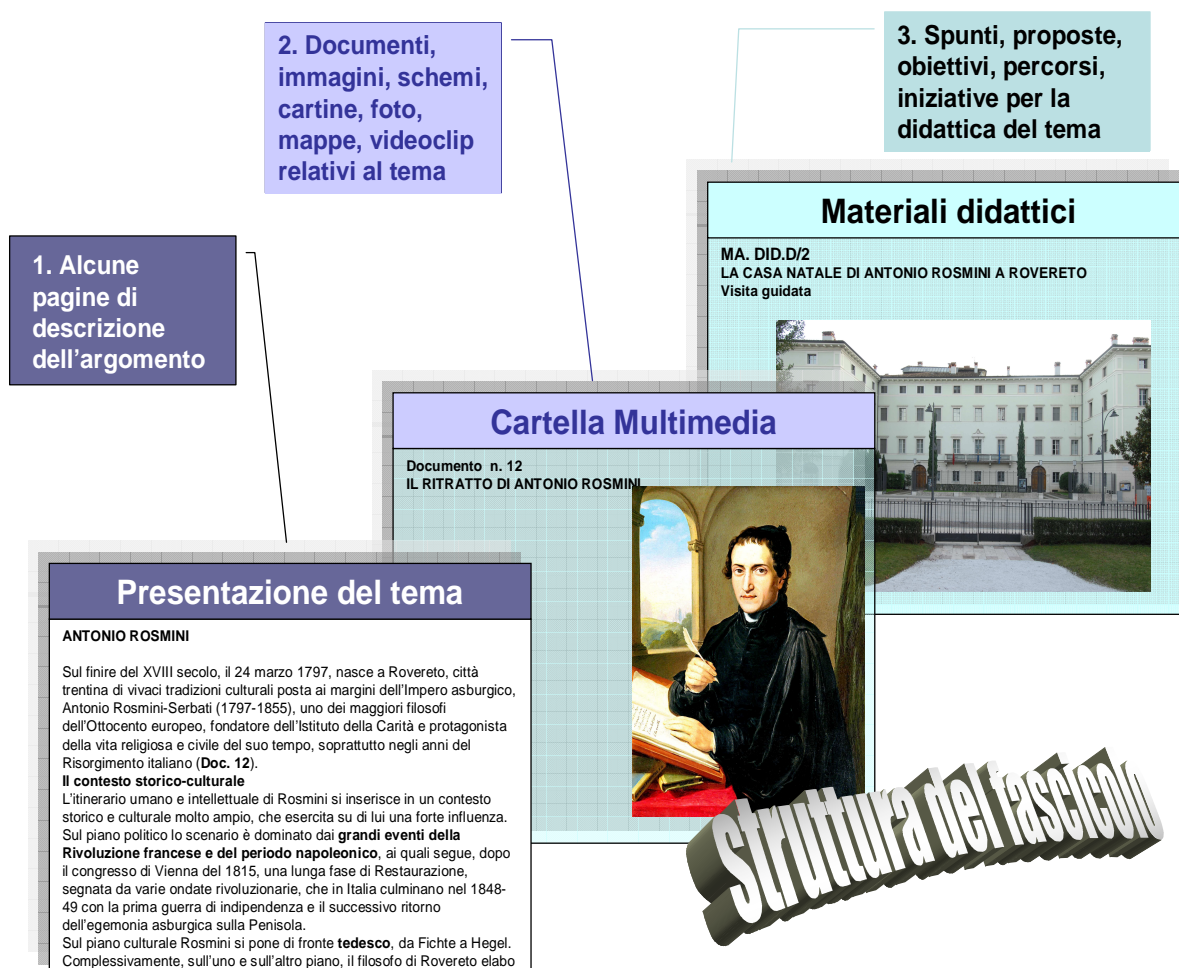 2. Documenti,
immagini, schemi,
cartine, foto,
mappe, videoclip
relativi al tema
3. Spunti, proposte,
obiettivi, percorsi,
iniziative per la
didattica del tema
1. Alcune
pagine di
descrizione
dell'argomento
Materiali didattici
MA. DID.D/2
LA CASA NATALE DI ANTONIO ROSMINI A ROVERETO
Visita guidata
Cartella Multimedia
Documento n. 12
IL RITRATTO DI ANTONIO ROSMINI
Presentazione del tema
ANTONIO ROSMINI
Sul finire del XVIII secolo, il 24 marzo 1797, nasce a Rovereto, città
trentina di vivaci tradizioni culturali posta ai margini dell'Impero asburgico,
Antonio Rosmini-Serbati (1797-1855), uno dei maggiori filosofi
dell'Ottocento europeo, fondatore dell'Istituto della Carità e protagonista
della vita religiosa e civile del suo tempo, soprattutto negli anni del
Risorgimento italiano (Doc. 12).
Il contesto storico-culturale
L'itinerario umano e intellettuale di Rosmini si inserisce in un contesto
storico e culturale molto ampio, che esercita su di lui una forte influenza.
Sul piano politico lo scenario è dominato dai grandi eventi della
Rivoluzione francese e del periodo napoleonico, ai quali segue, dopo
il congresso di Vienna del 1815, una lunga fase di Restaurazione,
segnata da varie ondate rivoluzionarie, che in Italia culminano nel 1848-
49 con la prima guerra di indipendenza e il successivo ritorno
dell'egemonia asburgica sulla Penisola.
Sul piano culturale Rosmini si pone di fronte tedesco, da Fichte a Hegel.
Complessivamente, sull'uno e sull'altro piano, il filosofo di Rovereto elabo
Struttura del fascicolo